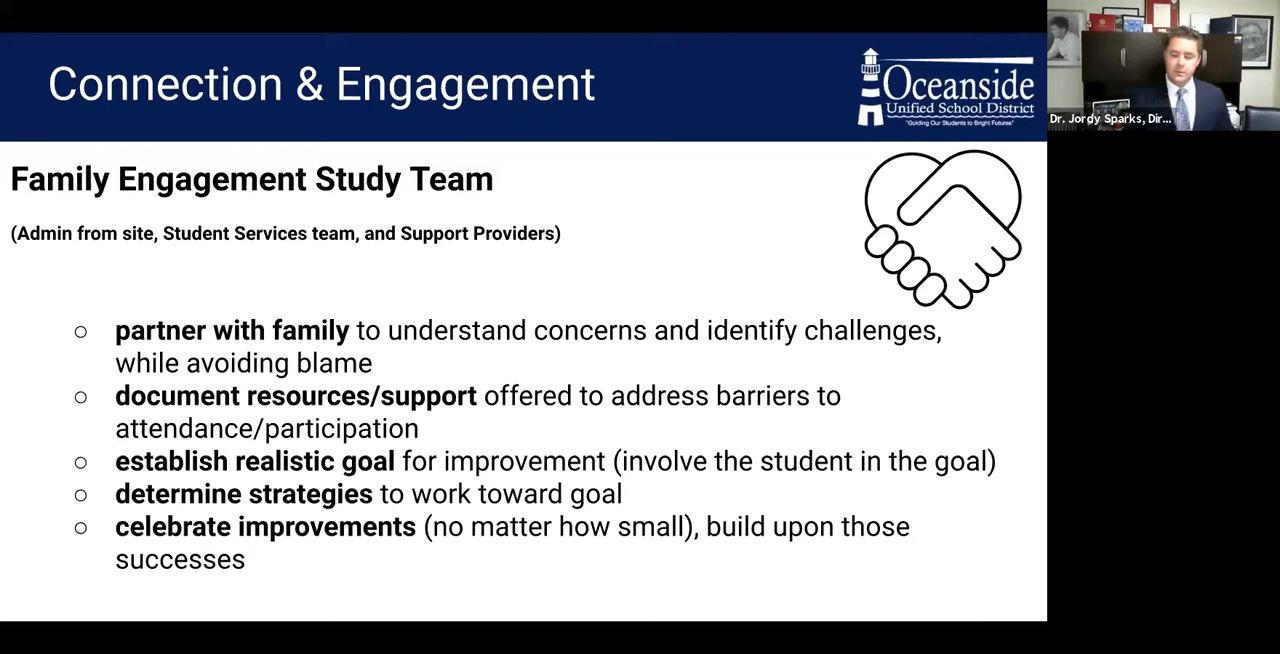 Connection & Engagement
Oceanside
Unified School District
"Guiding Our Students to Bright Futures"
Dr. Jordy Sparks, Dir...
Family Engagement Study Team
(Admin from site, Student Services team, and Support Providers)
○ partner with family to understand concerns and identify challenges,
while avoiding blame
○ document resources/support offered to address barriers to
attendance/participation
○ establish realistic goal for improvement (involve the student in the goal)
○ determine strategies to work toward goal
○ celebrate improvements (no matter how small), build upon those
successes